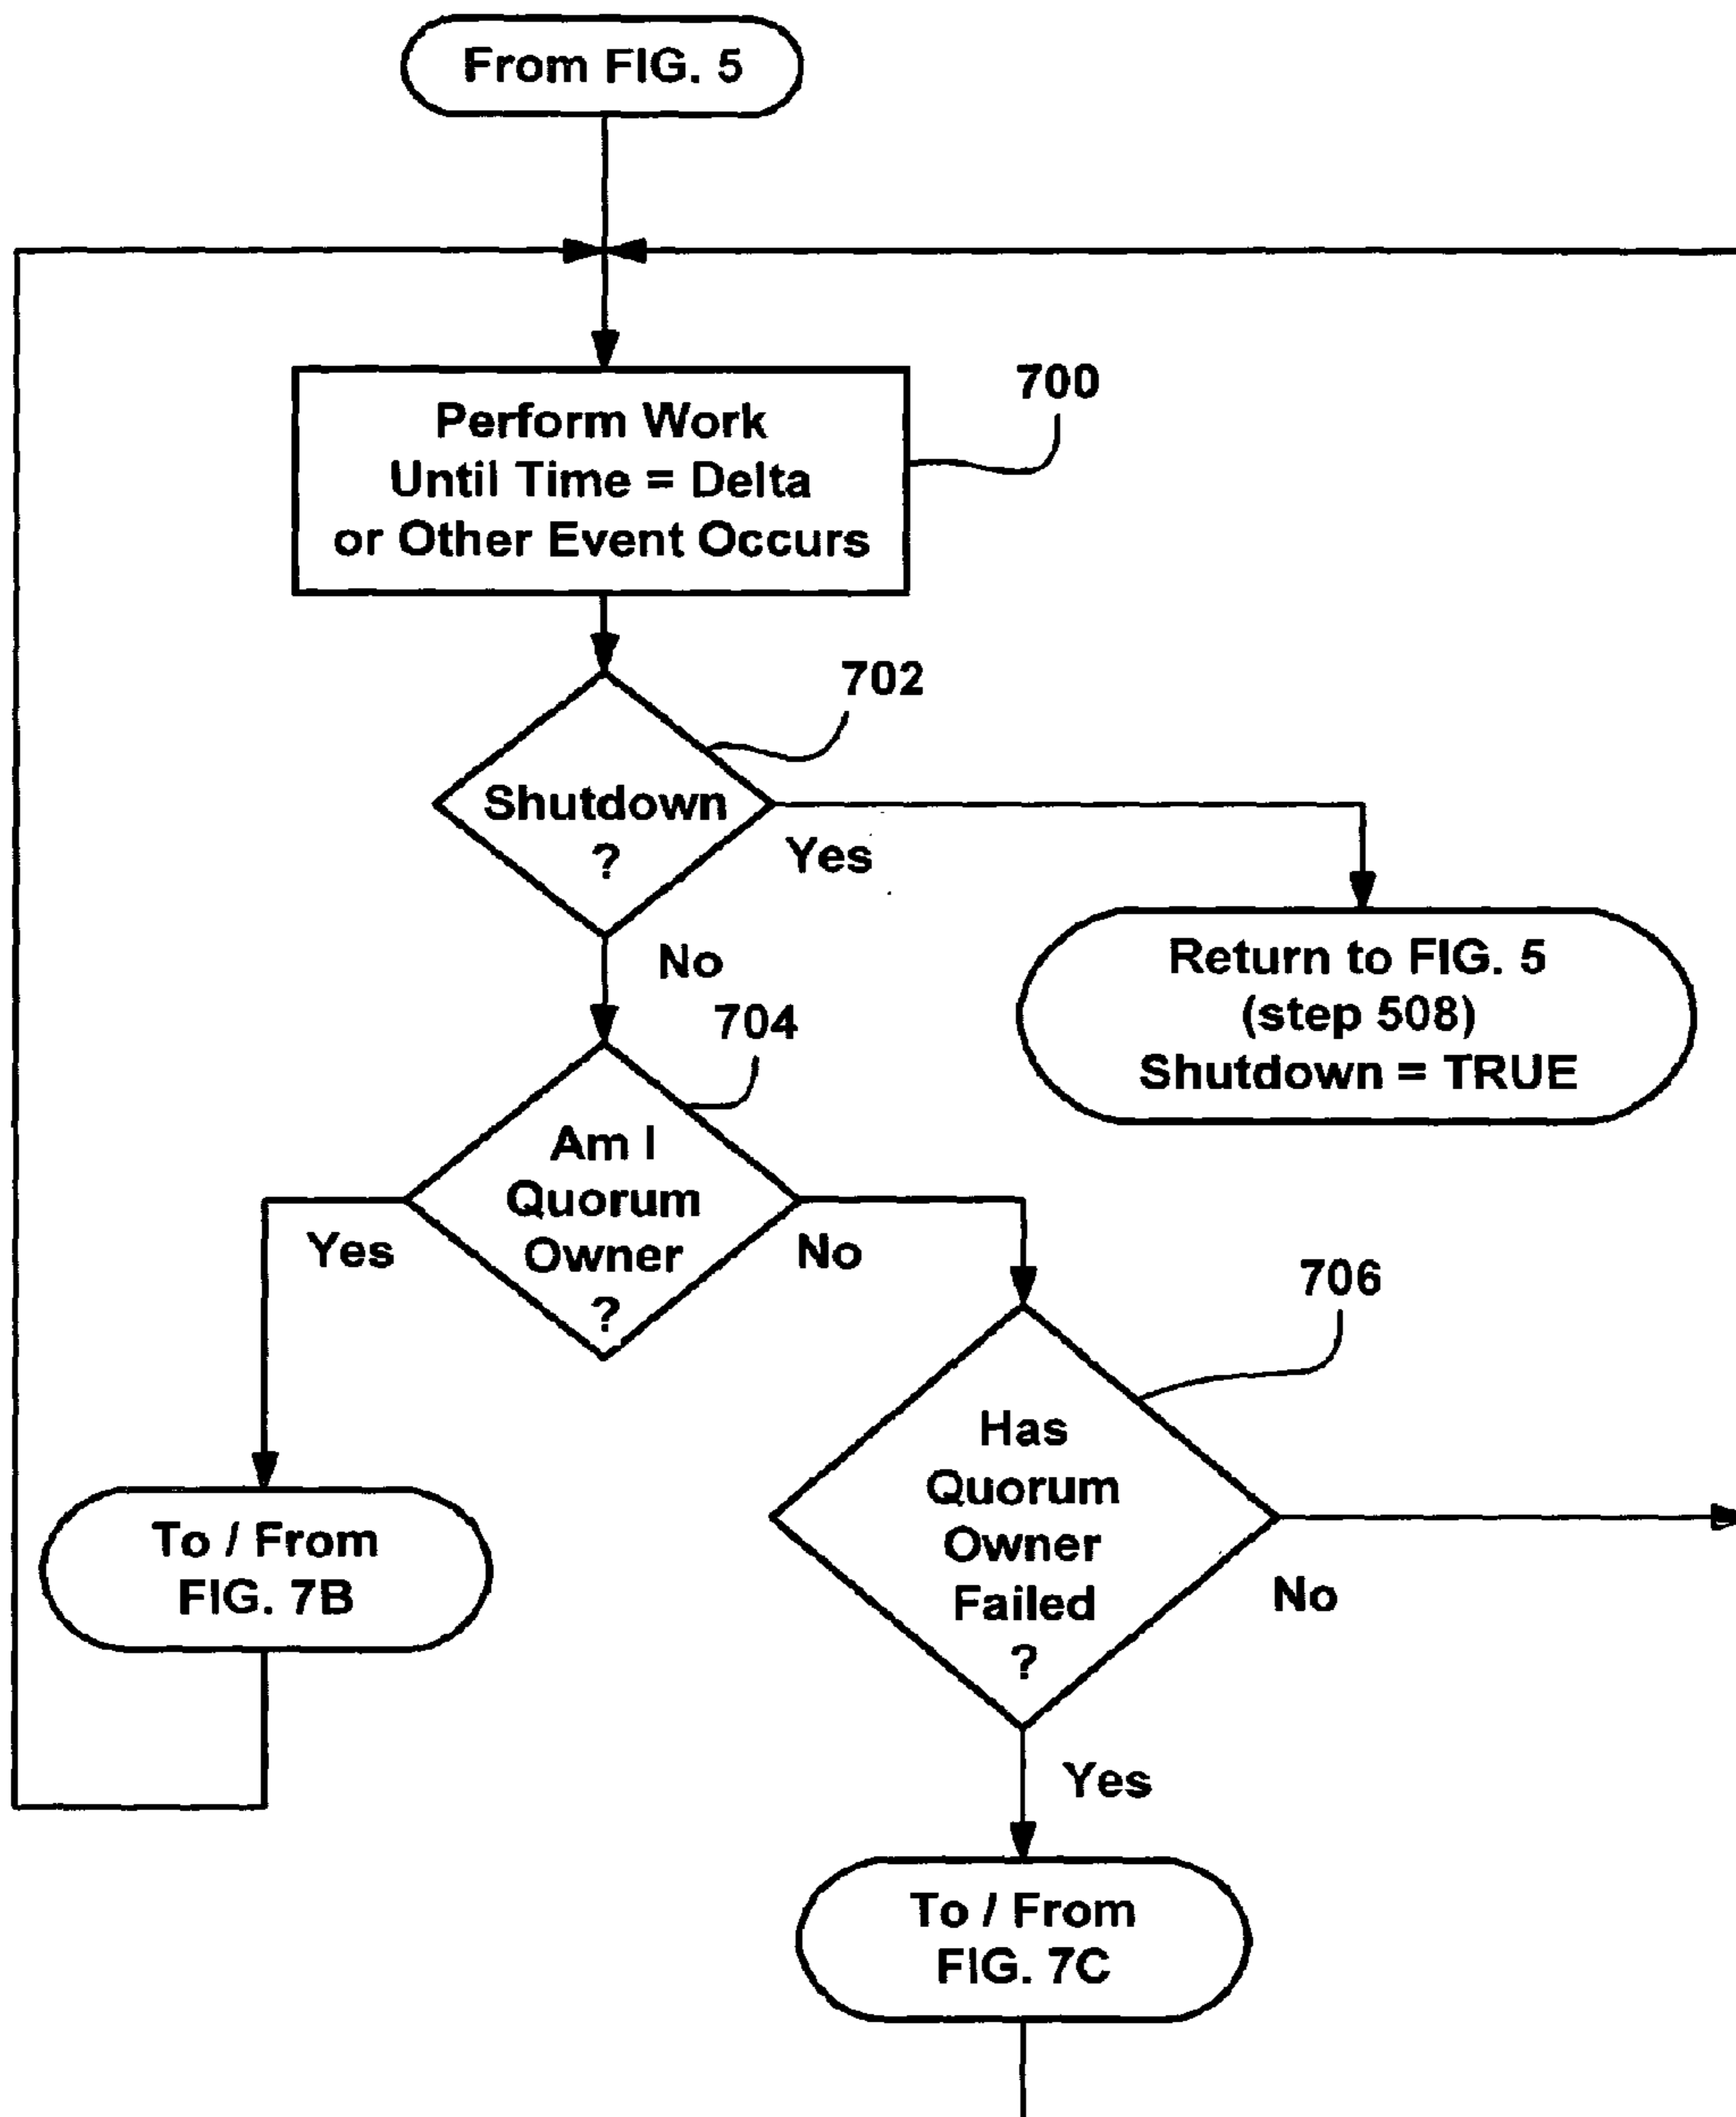 From FIG. 5
700
Perform Work
Until Time = Delta
or Other Event Occurs
702
Shutdown
?
Yes
No
Return to FIG. 5
(step 508)
Shutdown = TRUE
704
Am I
Quorum
Owner
?
Yes
No
706
Has
Quorum
Owner
Failed
?
No
Yes
To / From
FIG. 7B
To / From
FIG. 7C